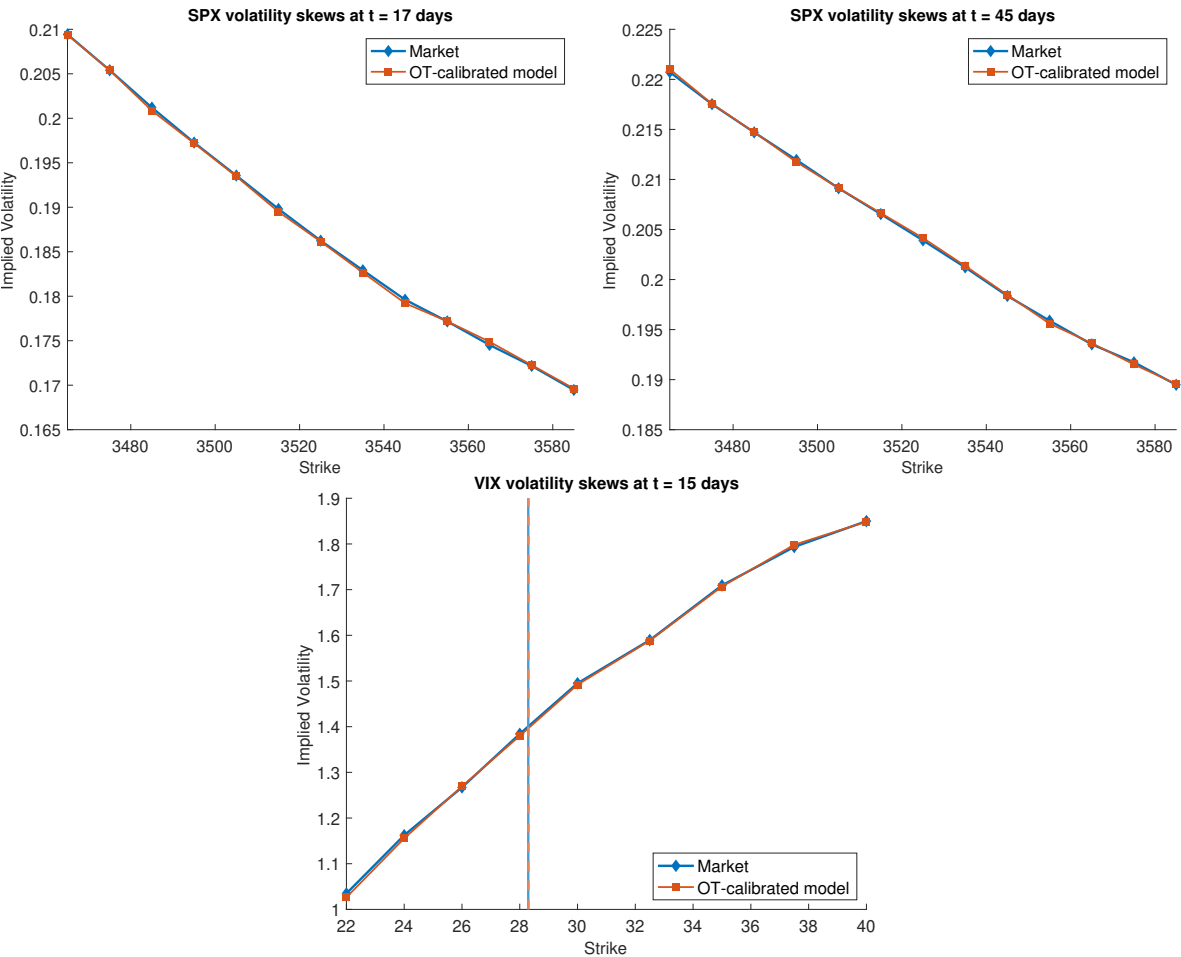 SPX volatility skews at t = 17 days
0.21
0.205
0.2
0.195
0.19
0.185
0.18
0.175
0.17
0.165
Implied Volatility
3480 3500 3520 3540 3560 3580
Strike
Market
OT-calibrated model
SPX volatility skews at t = 45 days
0.225
0.22
0.215
0.21
0.205
0.2
0.195
0.19
0.185
Implied Volatility
3480 3500 3520 3540 3560 3580
Strike
Market
OT-calibrated model
VIX volatility skews at t = 15 days
1.9
1.8
1.7
1.6
1.5
1.4
1.3
1.2
1.1
1
Implied Volatility
22 24 26 28 30 32 34 36 38 40
Strike
Market
OT-calibrated model